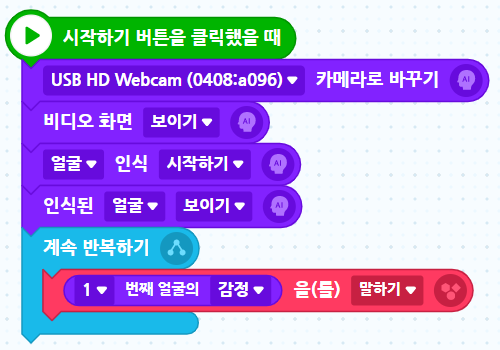 시작하기 버튼을 클릭했을 때
USB HD Webcam (0408:a096) 카메라로 바꾸기 AI
비디오 화면 보이기 AI
얼굴 인식 시작하기 AI
인식된 얼굴 보이기 AI
계속 반복하기
1 번째 얼굴의 감정 을(를) 말하기